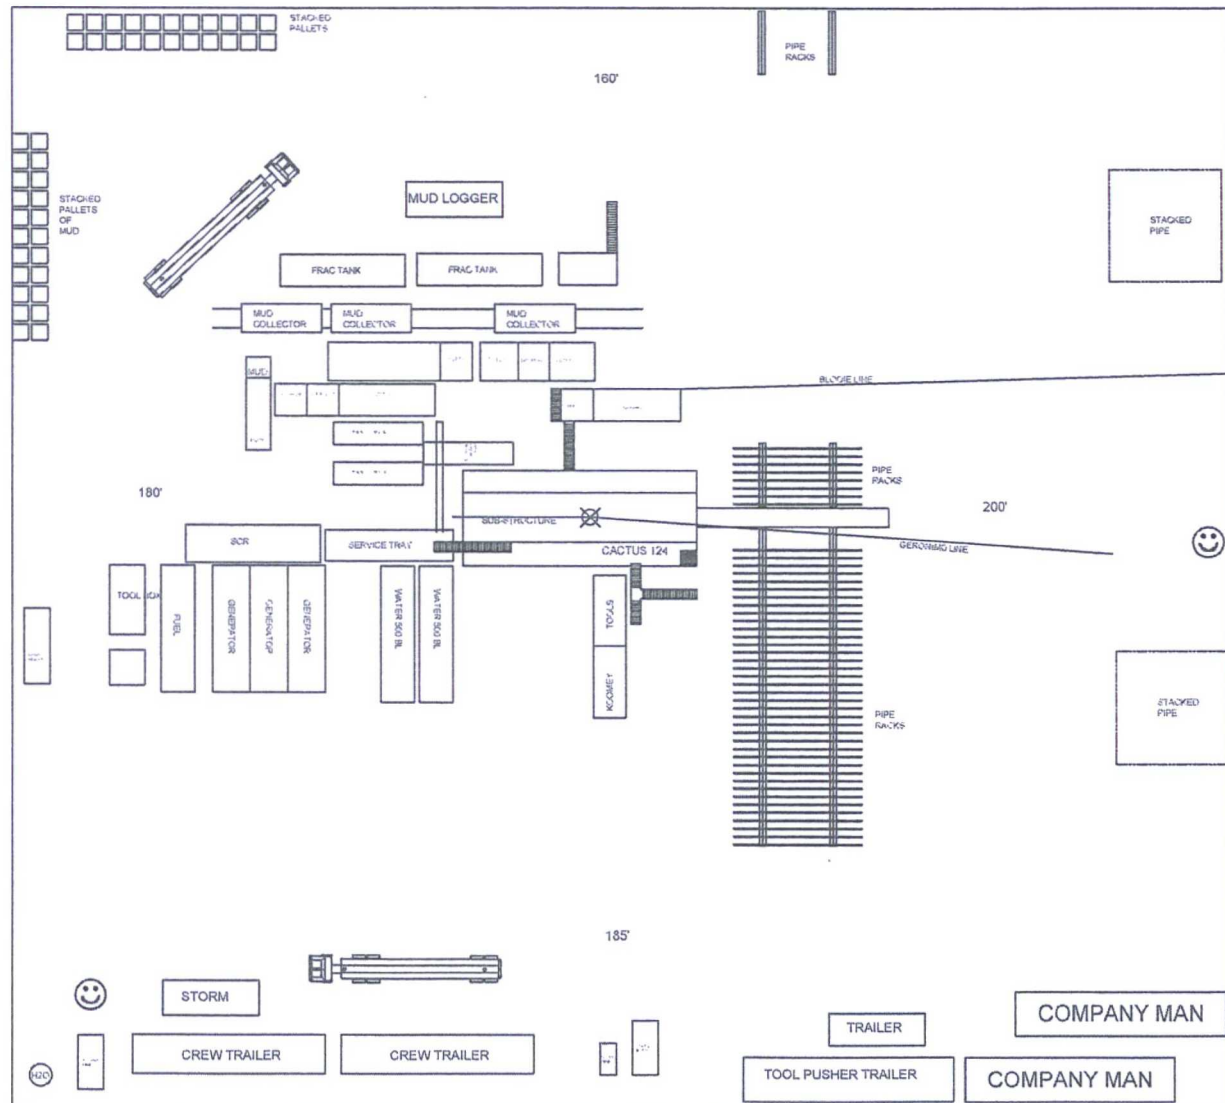 STACKED
PALLETS
PIPE
RACKS
160'
STACKED
PALLETS
OF
MUD
MUD LOGGER
STACKED
PIPE
FRAC TANK
FRAC TANK
MUD
COLLECTOR
MUD
COLLECTOR
MUD
COLLECTOR
MUD
BLOOIE LINE
PIPE
RACKS
180'
200'
SUB-STRUCTURE
SCR
SERVICE TRAY
CACTUS 124
GERONIMO LINE
TOOL BOX
FUEL
GENERATOR
GENERATOR
GENERATOR
WATER 500 BL
WATER 500 BL
KOOMEY
STACKED
PIPE
PIPE
RACKS
185'
STORM
COMPANY MAN
TRAILER
CREW TRAILER
CREW TRAILER
TOOL PUSHER TRAILER
COMPANY MAN
H2O